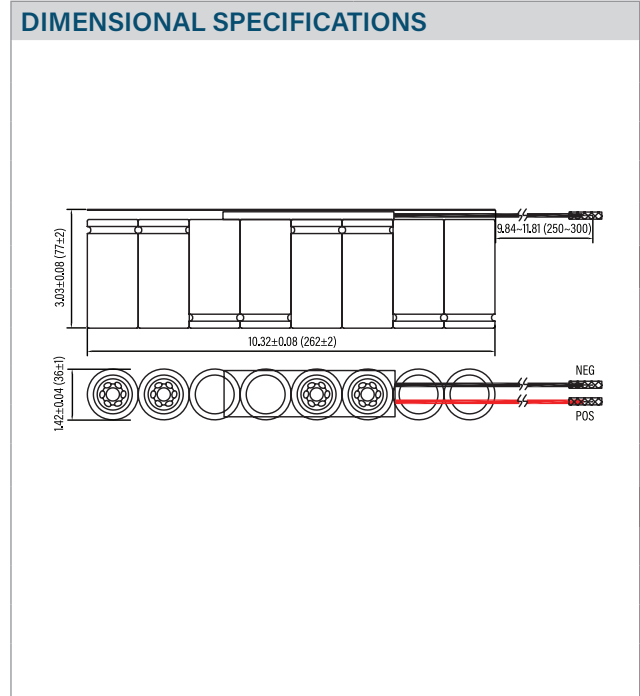 DIMENSIONAL SPECIFICATIONS
3.03±0.08 (77±2)
9.84~11.81 (250~300)
10.32±0.08 (262±2)
1.42±0.04 (36±1)
NEG
POS